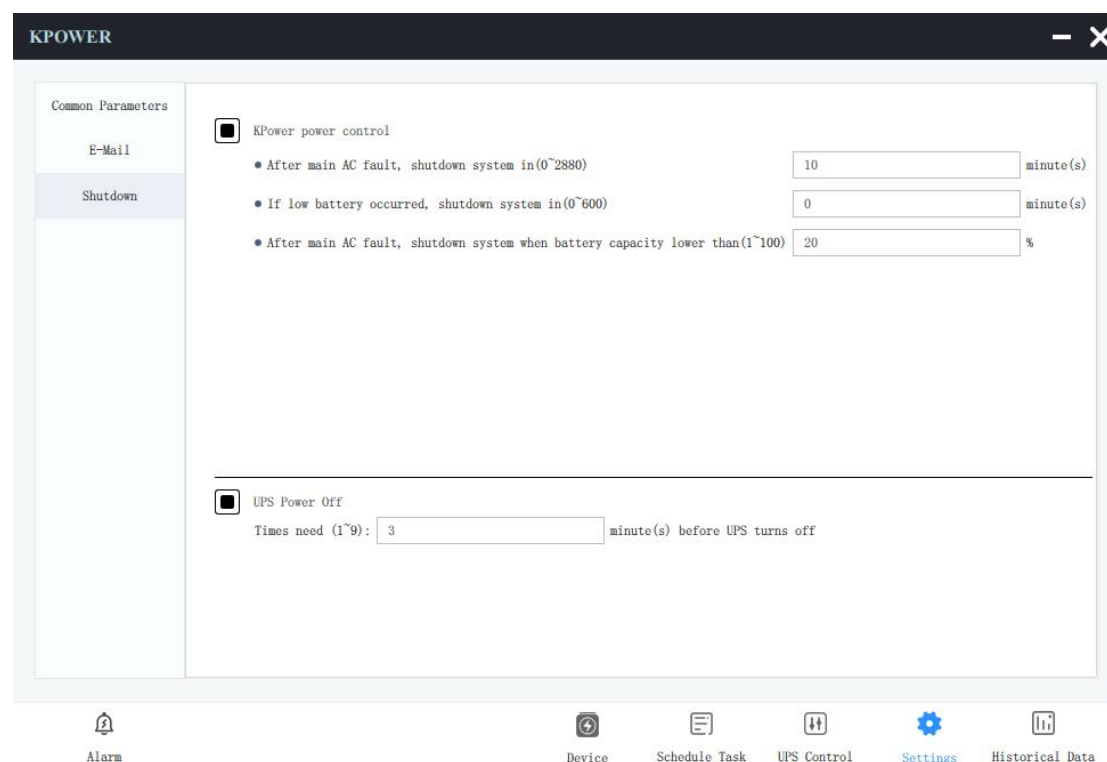 KPOWER
Common Parameters
E-Mail
Shutdown
KPower power control
After main AC fault, shutdown system in(0~2880) 10 minute(s)
If low battery occurred, shutdown system in(0~600) 0 minute(s)
After main AC fault, shutdown system when battery capacity lower than(1~100) 20 %
UPS Power Off
Times need (1~9): 3 minute(s) before UPS turns off
Alarm
Device
Schedule Task
UPS Control
Settings
Historical Data